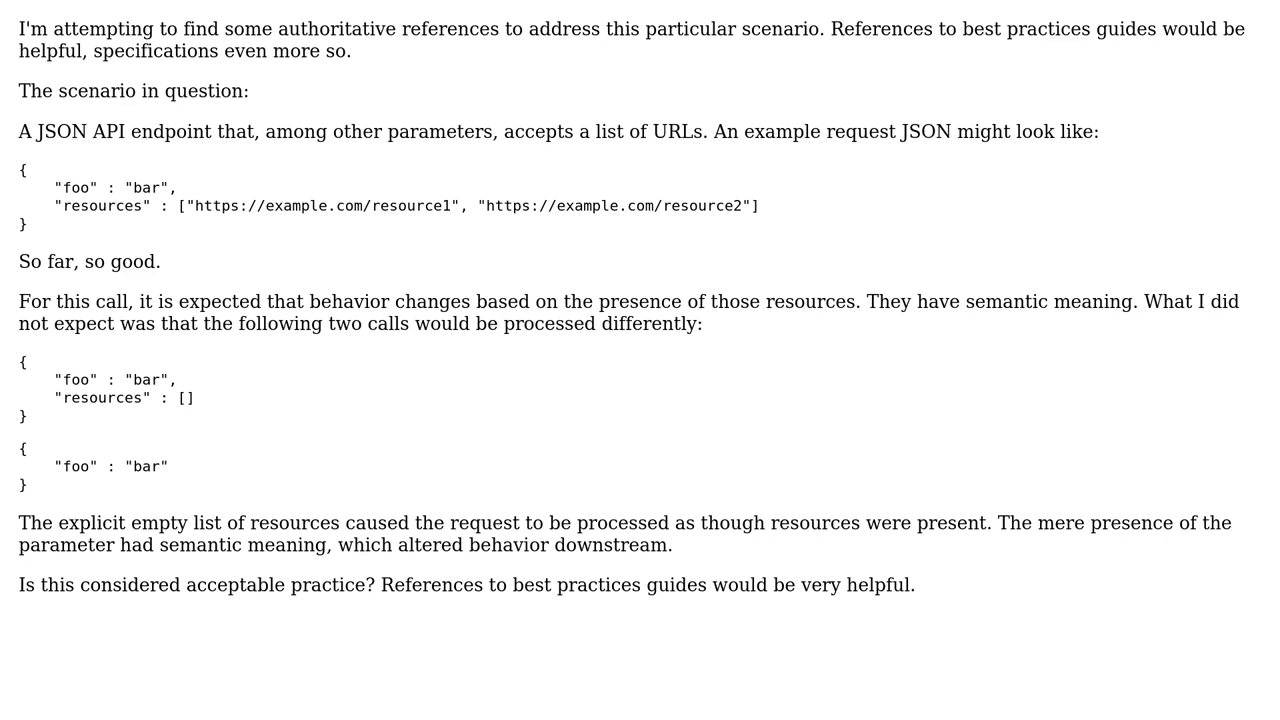 I'm attempting to find some authoritative references to address this particular scenario. References to best practices guides would be
helpful, specifications even more so.
The scenario in question:
A JSON API endpoint that, among other parameters, accepts a list of URLs. An example request JSON might look like:
{
    "foo" : "bar",
    "resources" : ["https://example.com/resource1", "https://example.com/resource2"]
}
So far, so good.
For this call, it is expected that behavior changes based on the presence of those resources. They have semantic meaning. What I did
not expect was that the following two calls would be processed differently:
{
    "foo" : "bar",
    "resources" : []
}
{
    "foo" : "bar"
}
The explicit empty list of resources caused the request to be processed as though resources were present. The mere presence of the
parameter had semantic meaning, which altered behavior downstream.
Is this considered acceptable practice? References to best practices guides would be very helpful.